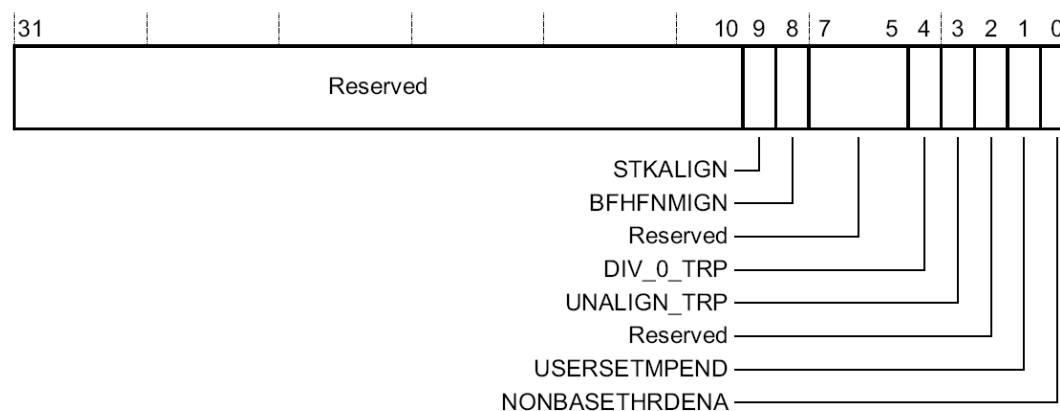 31 10 9 8 7 5 4 3 2 1 0
Reserved
STKALIGN
BFHFNMIGN
Reserved
DIV_0_TRP
UNALIGN_TRP
Reserved
USERSETMPEND
NONBASETHRDENA